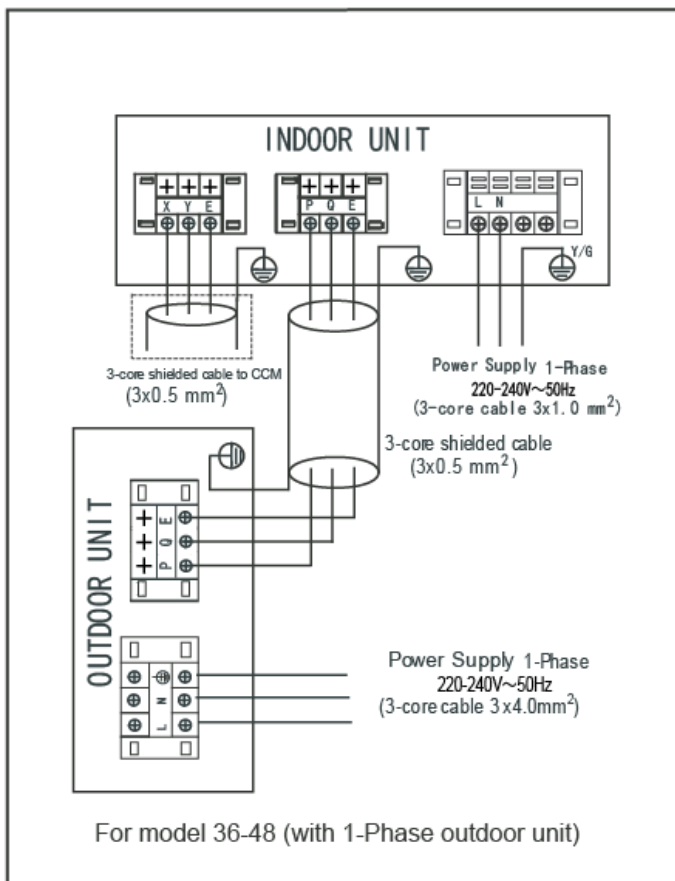 INDOOR UNIT
X Y E
P Q E
L N
Y/G
3-core shielded cable to CCM
(3x0.5 mm²)
Power Supply 1-Phase
220-240V～50Hz
(3-core cable 3x1.0 mm²)
3-core shielded cable
(3x0.5 mm²)
OUTDOOR UNIT
P Q E
L N
Power Supply 1-Phase
220-240V～50Hz
(3-core cable 3x4.0mm²)
For model 36-48 (with 1-Phase outdoor unit)